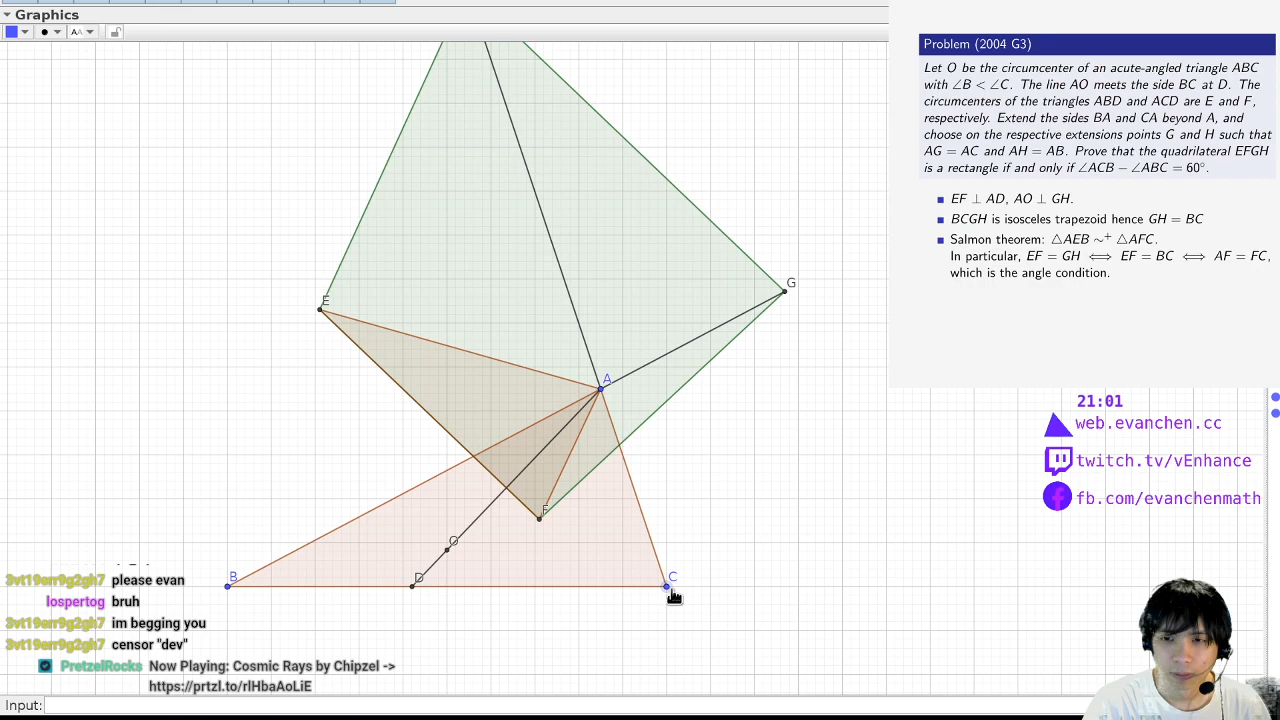 Graphics
AA
Problem (2004 G3)
Let O be the circumcenter of an acute-angled triangle ABC
with ∠B < ∠C. The line AO meets the side BC at D. The
circumcenters of the triangles ABD and ACD are E and F,
respectively. Extend the sides BA and CA beyond A, and
choose on the respective extensions points G and H such that
AG = AC and AH = AB. Prove that the quadrilateral EFGH
is a rectangle if and only if ∠ACB − ∠ABC = 60°.
EF ⊥ AD, AO ⊥ GH.
BCGH is isosceles trapezoid hence GH = BC
Salmon theorem: △AEB ∼⁺ △AFC.
In particular, EF = GH ⟺ EF = BC ⟺ AF = FC,
which is the angle condition.
G
E
A
F
O
D
B
C
21:01
web.evanchen.cc
twitch.tv/vEnhance
fb.com/evanchenmath
3vt19err9g2gh7 please evan
lospertog bruh
3vt19err9g2gh7 im begging you
3vt19err9g2gh7 censor "dev"
PretzelRocks Now Playing: Cosmic Rays by Chipzel ->
https://prtzl.to/rlHbaAoLiE
Input: